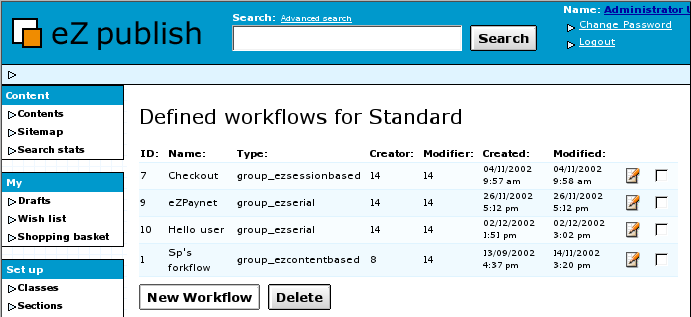 eZ publish
Search: Advanced search
Search
Name: Administrator U
Change Password
Logout
Content
Contents
Sitemap
Search stats
My
Drafts
Wish list
Shopping basket
Set up
Classes
Sections
Defined workflows for Standard
ID: Name: Type: Creator: Modifier: Created: Modified:
7 Checkout group_ezsessionbased 14 14 04/11/2002 9:57 am 04/11/2002 9:58 am
9 eZPaynet group_ezserial 14 14 26/11/2002 5:12 pm 26/11/2002 5:12 pm
10 Hello user group_ezserial 14 14 02/12/2002 1:51 pm 02/12/2002 3:02 pm
1 Sp's forkflow group_ezcontentbased 8 14 13/09/2002 4:37 pm 14/11/2002 3:20 pm
New Workflow Delete